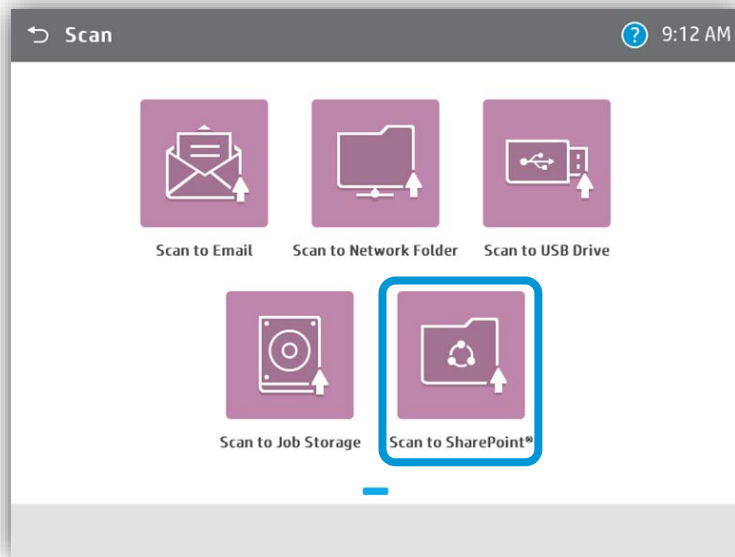 Scan
? 9:12 AM
Scan to Email
Scan to Network Folder
Scan to USB Drive
Scan to Job Storage
Scan to SharePoint®